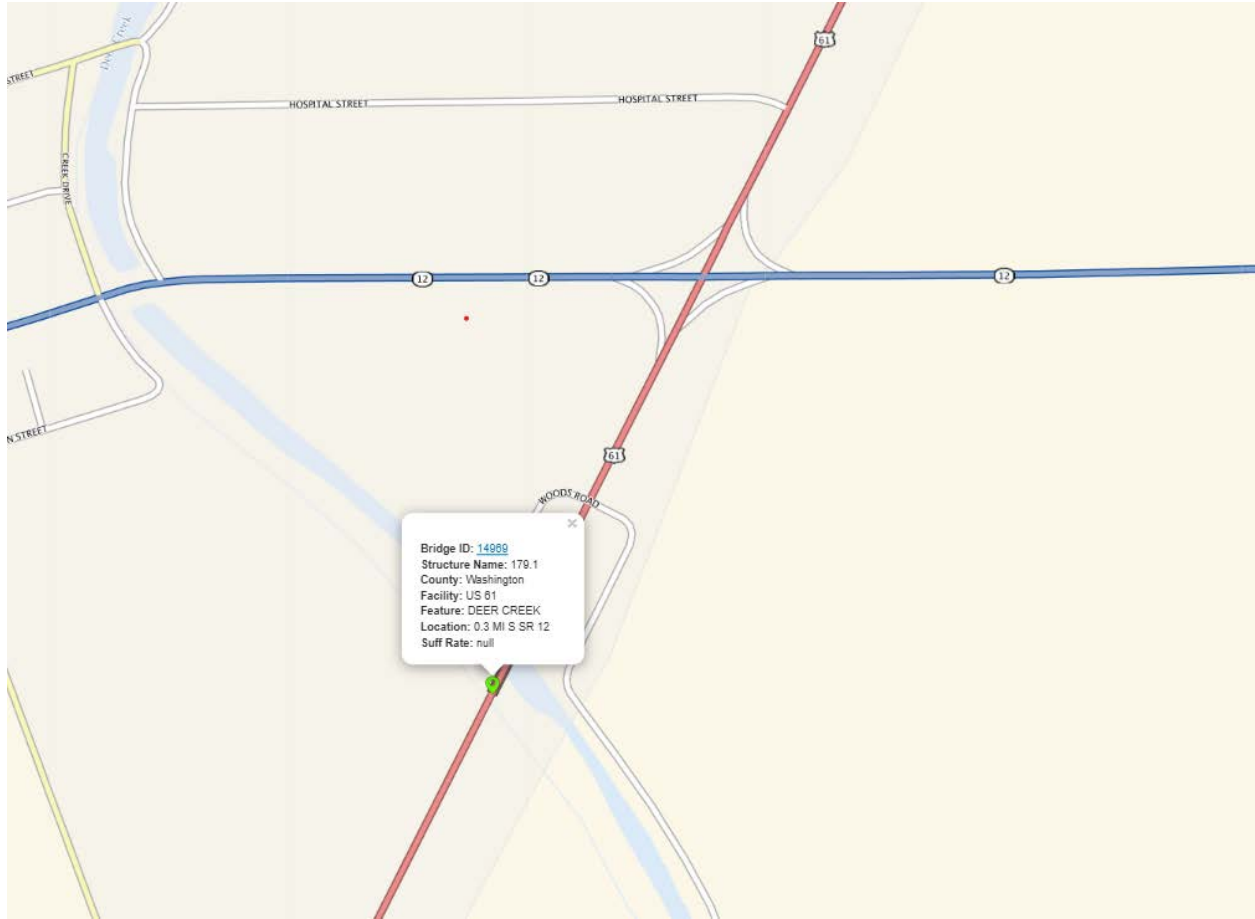 61
Deer Creek
STREET
HOSPITAL STREET
HOSPITAL STREET
CREEK DRIVE
12
12
12
N STREET
61
WOODS ROAD
×
Bridge ID: 14969
Structure Name: 179.1
County: Washington
Facility: US 61
Feature: DEER CREEK
Location: 0.3 MI S SR 12
Suff Rate: null